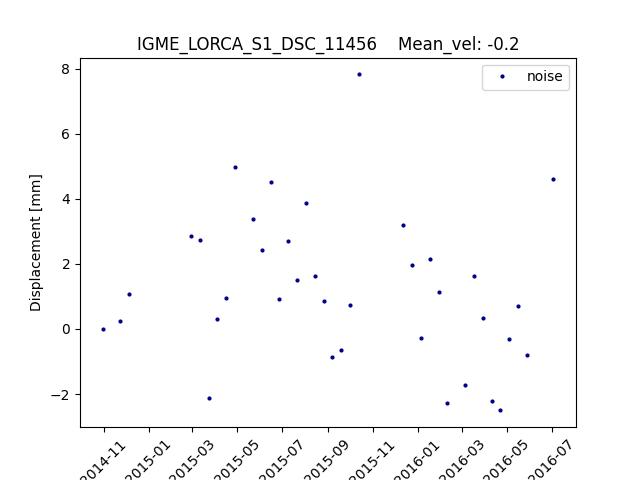 IGME_LORCA_S1_DSC_11456    Mean_vel: -0.2
noise
Displacement [mm]
8
6
4
2
0
−2
2014-11 2015-01 2015-03 2015-05 2015-07 2015-09 2015-11 2016-01 2016-03 2016-05 2016-07